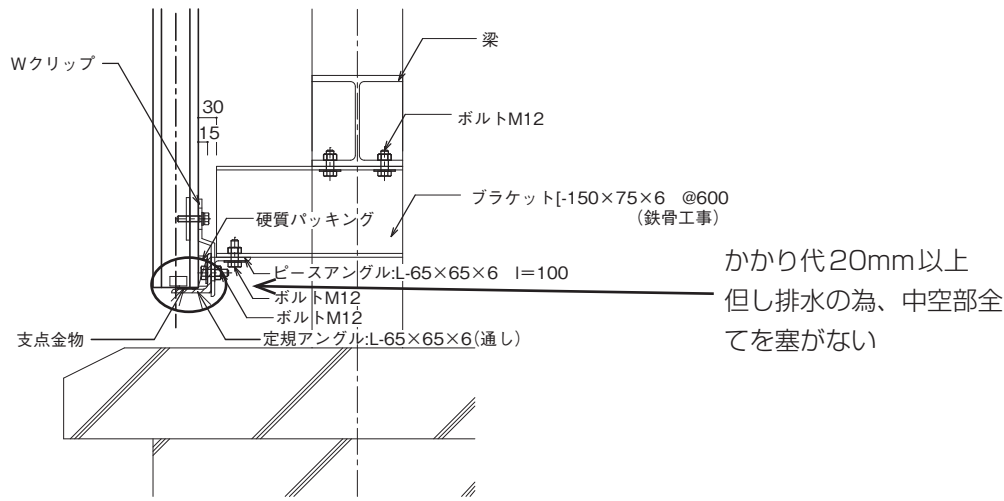 梁
Wクリップ
30
ボルトM12
15
ブラケット[-150×75×6 @600
(鉄骨工事)
硬質パッキング
ピースアングル:L-65×65×6 l=100
ボルトM12
ボルトM12
支点金物
定規アングル:L-65×65×6(通し)
かかり代20mm以上
但し排水の為、中空部全
てを塞がない